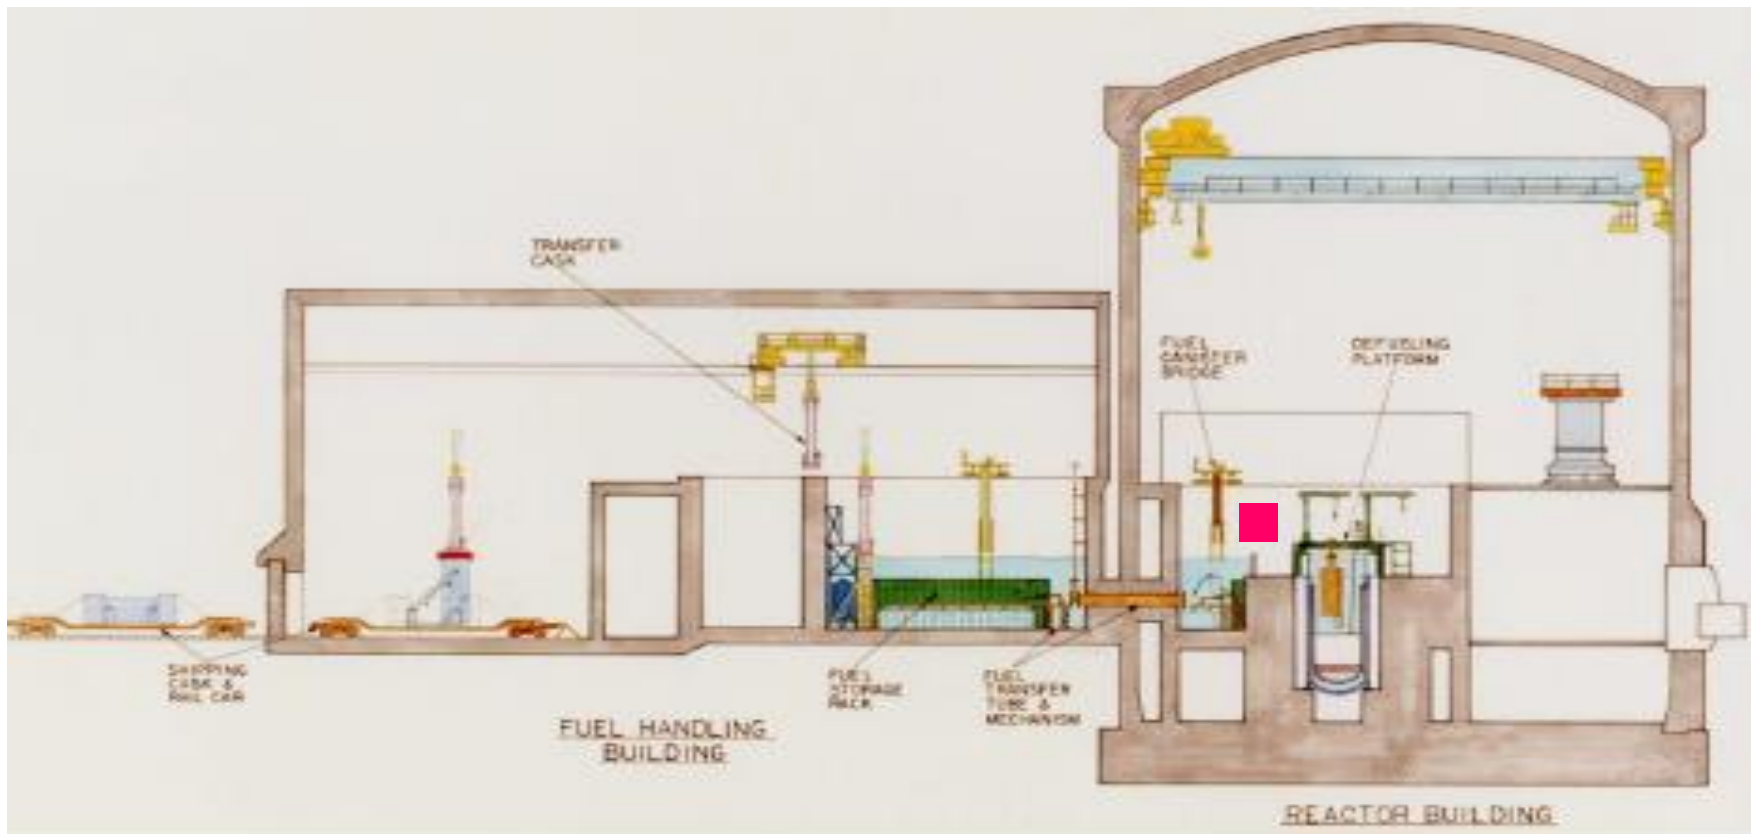 TRANSFER
CASK
FUEL
CANISTER
BRIDGE
DEFUELING
PLATFORM
SHIPPING
CASK &
RAIL CAR
FUEL
STORAGE
RACK
FUEL
TRANSFER
TUBE &
MECHANISM
FUEL HANDLING
BUILDING
REACTOR BUILDING